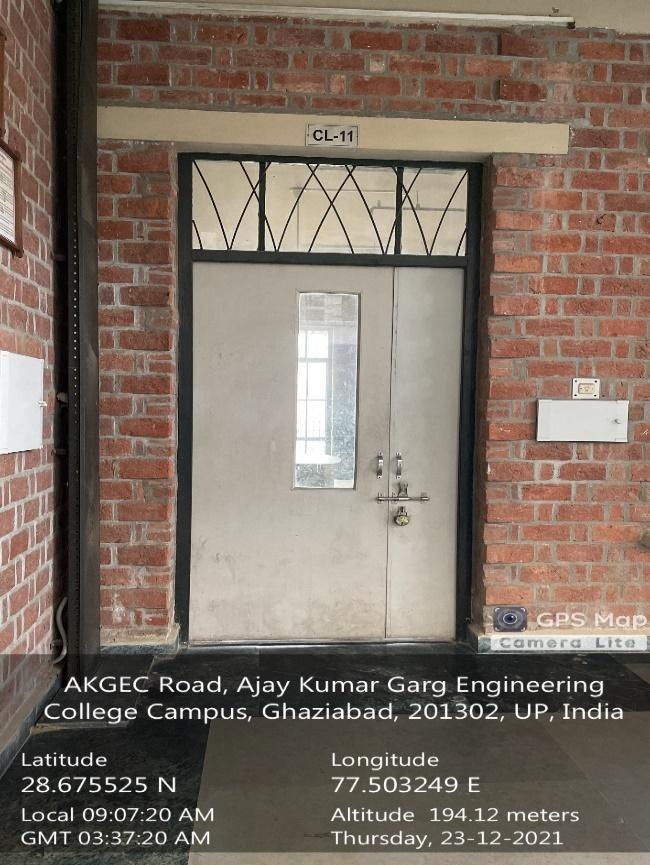 CL-11
GPS Map
Camera Lite
AKGEC Road, Ajay Kumar Garg Engineering
College Campus, Ghaziabad, 201302, UP, India
Latitude
28.675525 N
Longitude
77.503249 E
Local 09:07:20 AM
GMT 03:37:20 AM
Altitude 194.12 meters
Thursday, 23-12-2021